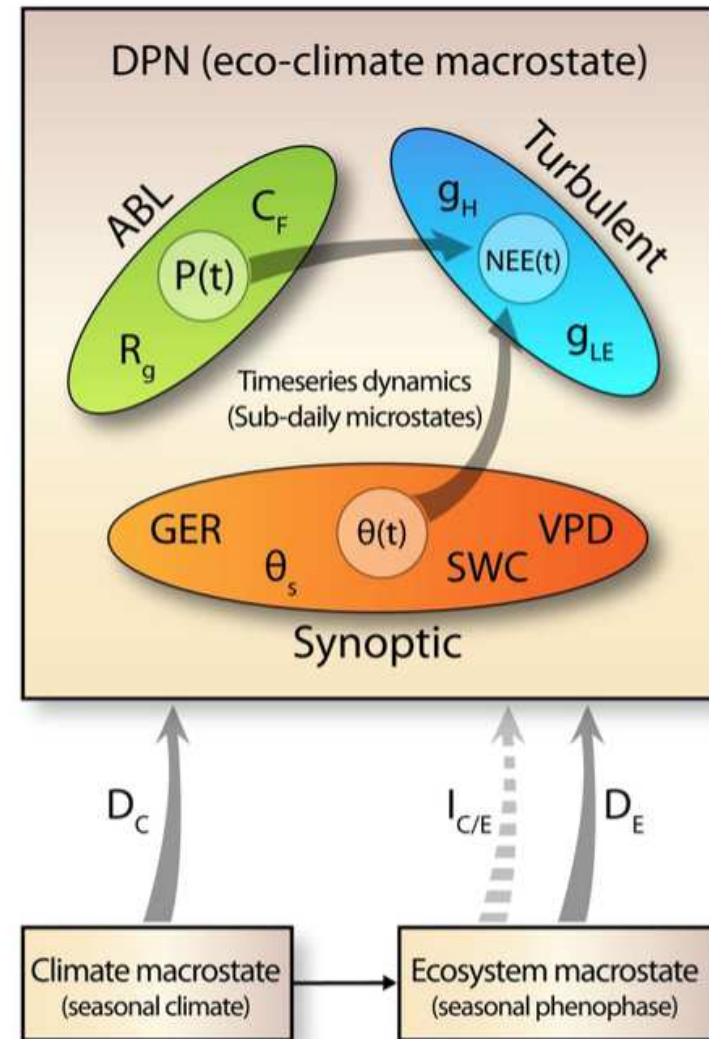 DPN (eco-climate macrostate)
ABL
C_F
P(t)
R_g
Turbulent
g_H
NEE(t)
g_LE
Timeseries dynamics
(Sub-daily microstates)
GER
θ_s
θ(t)
SWC
VPD
Synoptic
D_C
I_C/E
D_E
Climate macrostate
(seasonal climate)
Ecosystem macrostate
(seasonal phenophase)